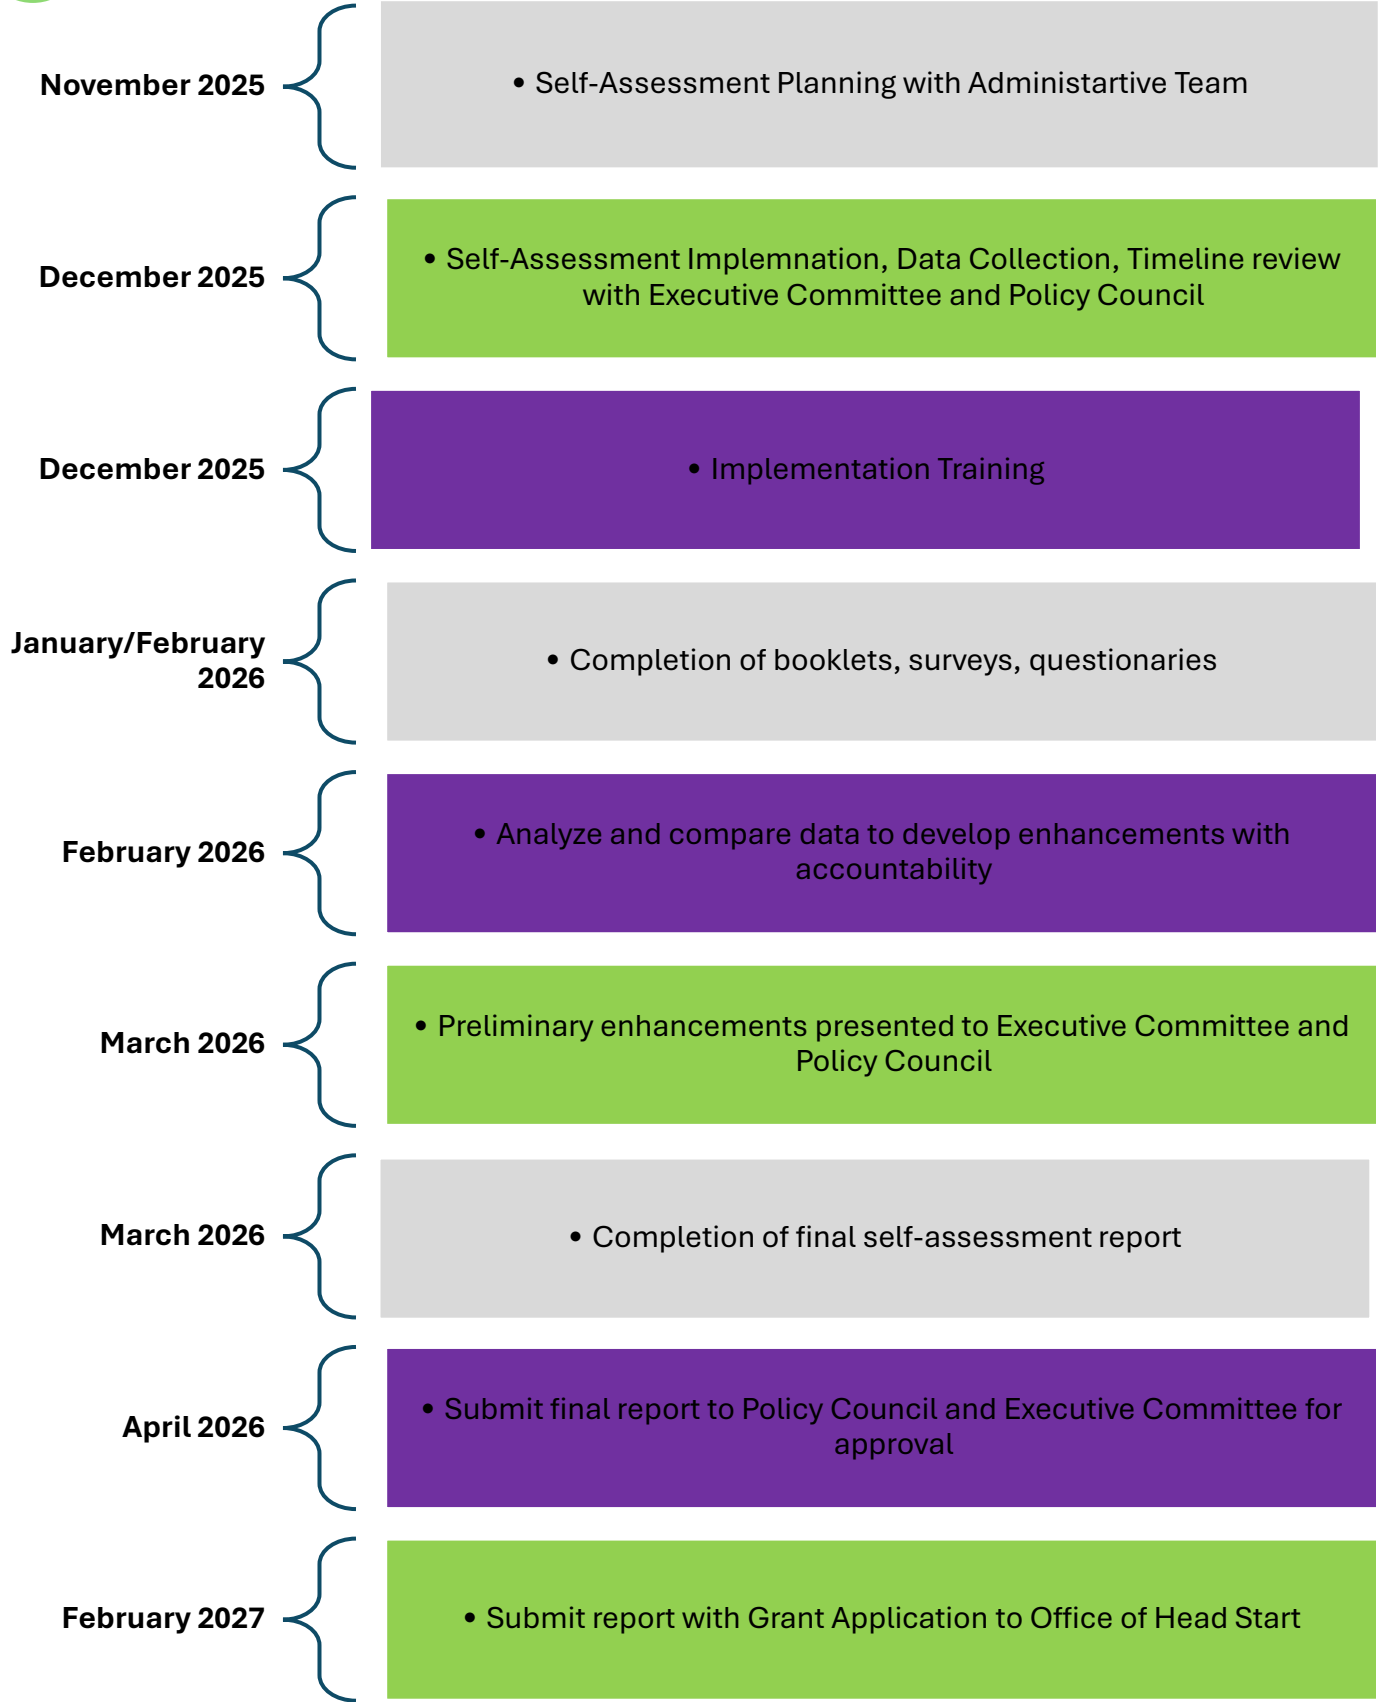 November 2025
• Self-Assessment Planning with Administartive Team
December 2025
• Self-Assessment Implemnation, Data Collection, Timeline review
with Executive Committee and Policy Council
December 2025
• Implementation Training
January/February
2026
• Completion of booklets, surveys, questionaries
February 2026
• Analyze and compare data to develop enhancements with
accountability
March 2026
• Preliminary enhancements presented to Executive Committee and
Policy Council
March 2026
• Completion of final self-assessment report
April 2026
• Submit final report to Policy Council and Executive Committee for
approval
February 2027
• Submit report with Grant Application to Office of Head Start